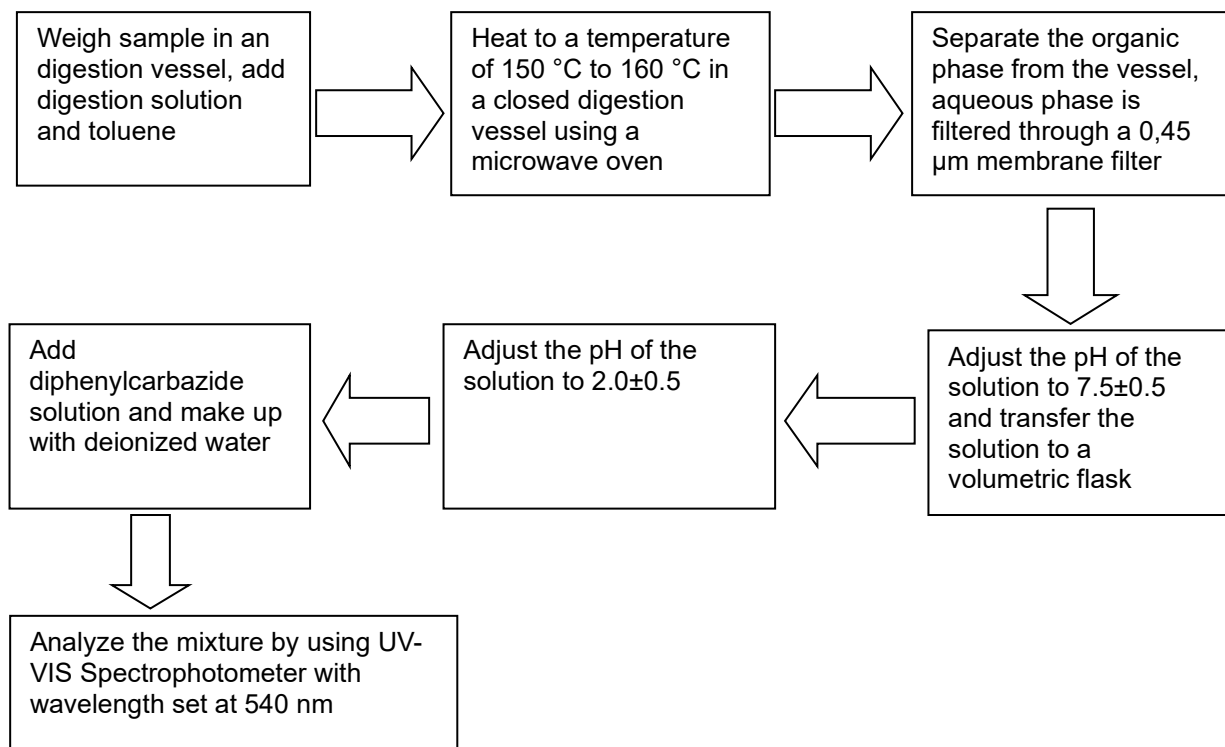 Weigh sample in an
digestion vessel, add
digestion solution
and toluene
Heat to a temperature
of 150 °C to 160 °C in
a closed digestion
vessel using a
microwave oven
Separate the organic
phase from the vessel,
aqueous phase is
filtered through a 0,45
µm membrane filter
Adjust the pH of the
solution to 7.5±0.5
and transfer the
solution to a
volumetric flask
Adjust the pH of the
solution to 2.0±0.5
Add
diphenylcarbazide
solution and make up
with deionized water
Analyze the mixture by using UV-
VIS Spectrophotometer with
wavelength set at 540 nm